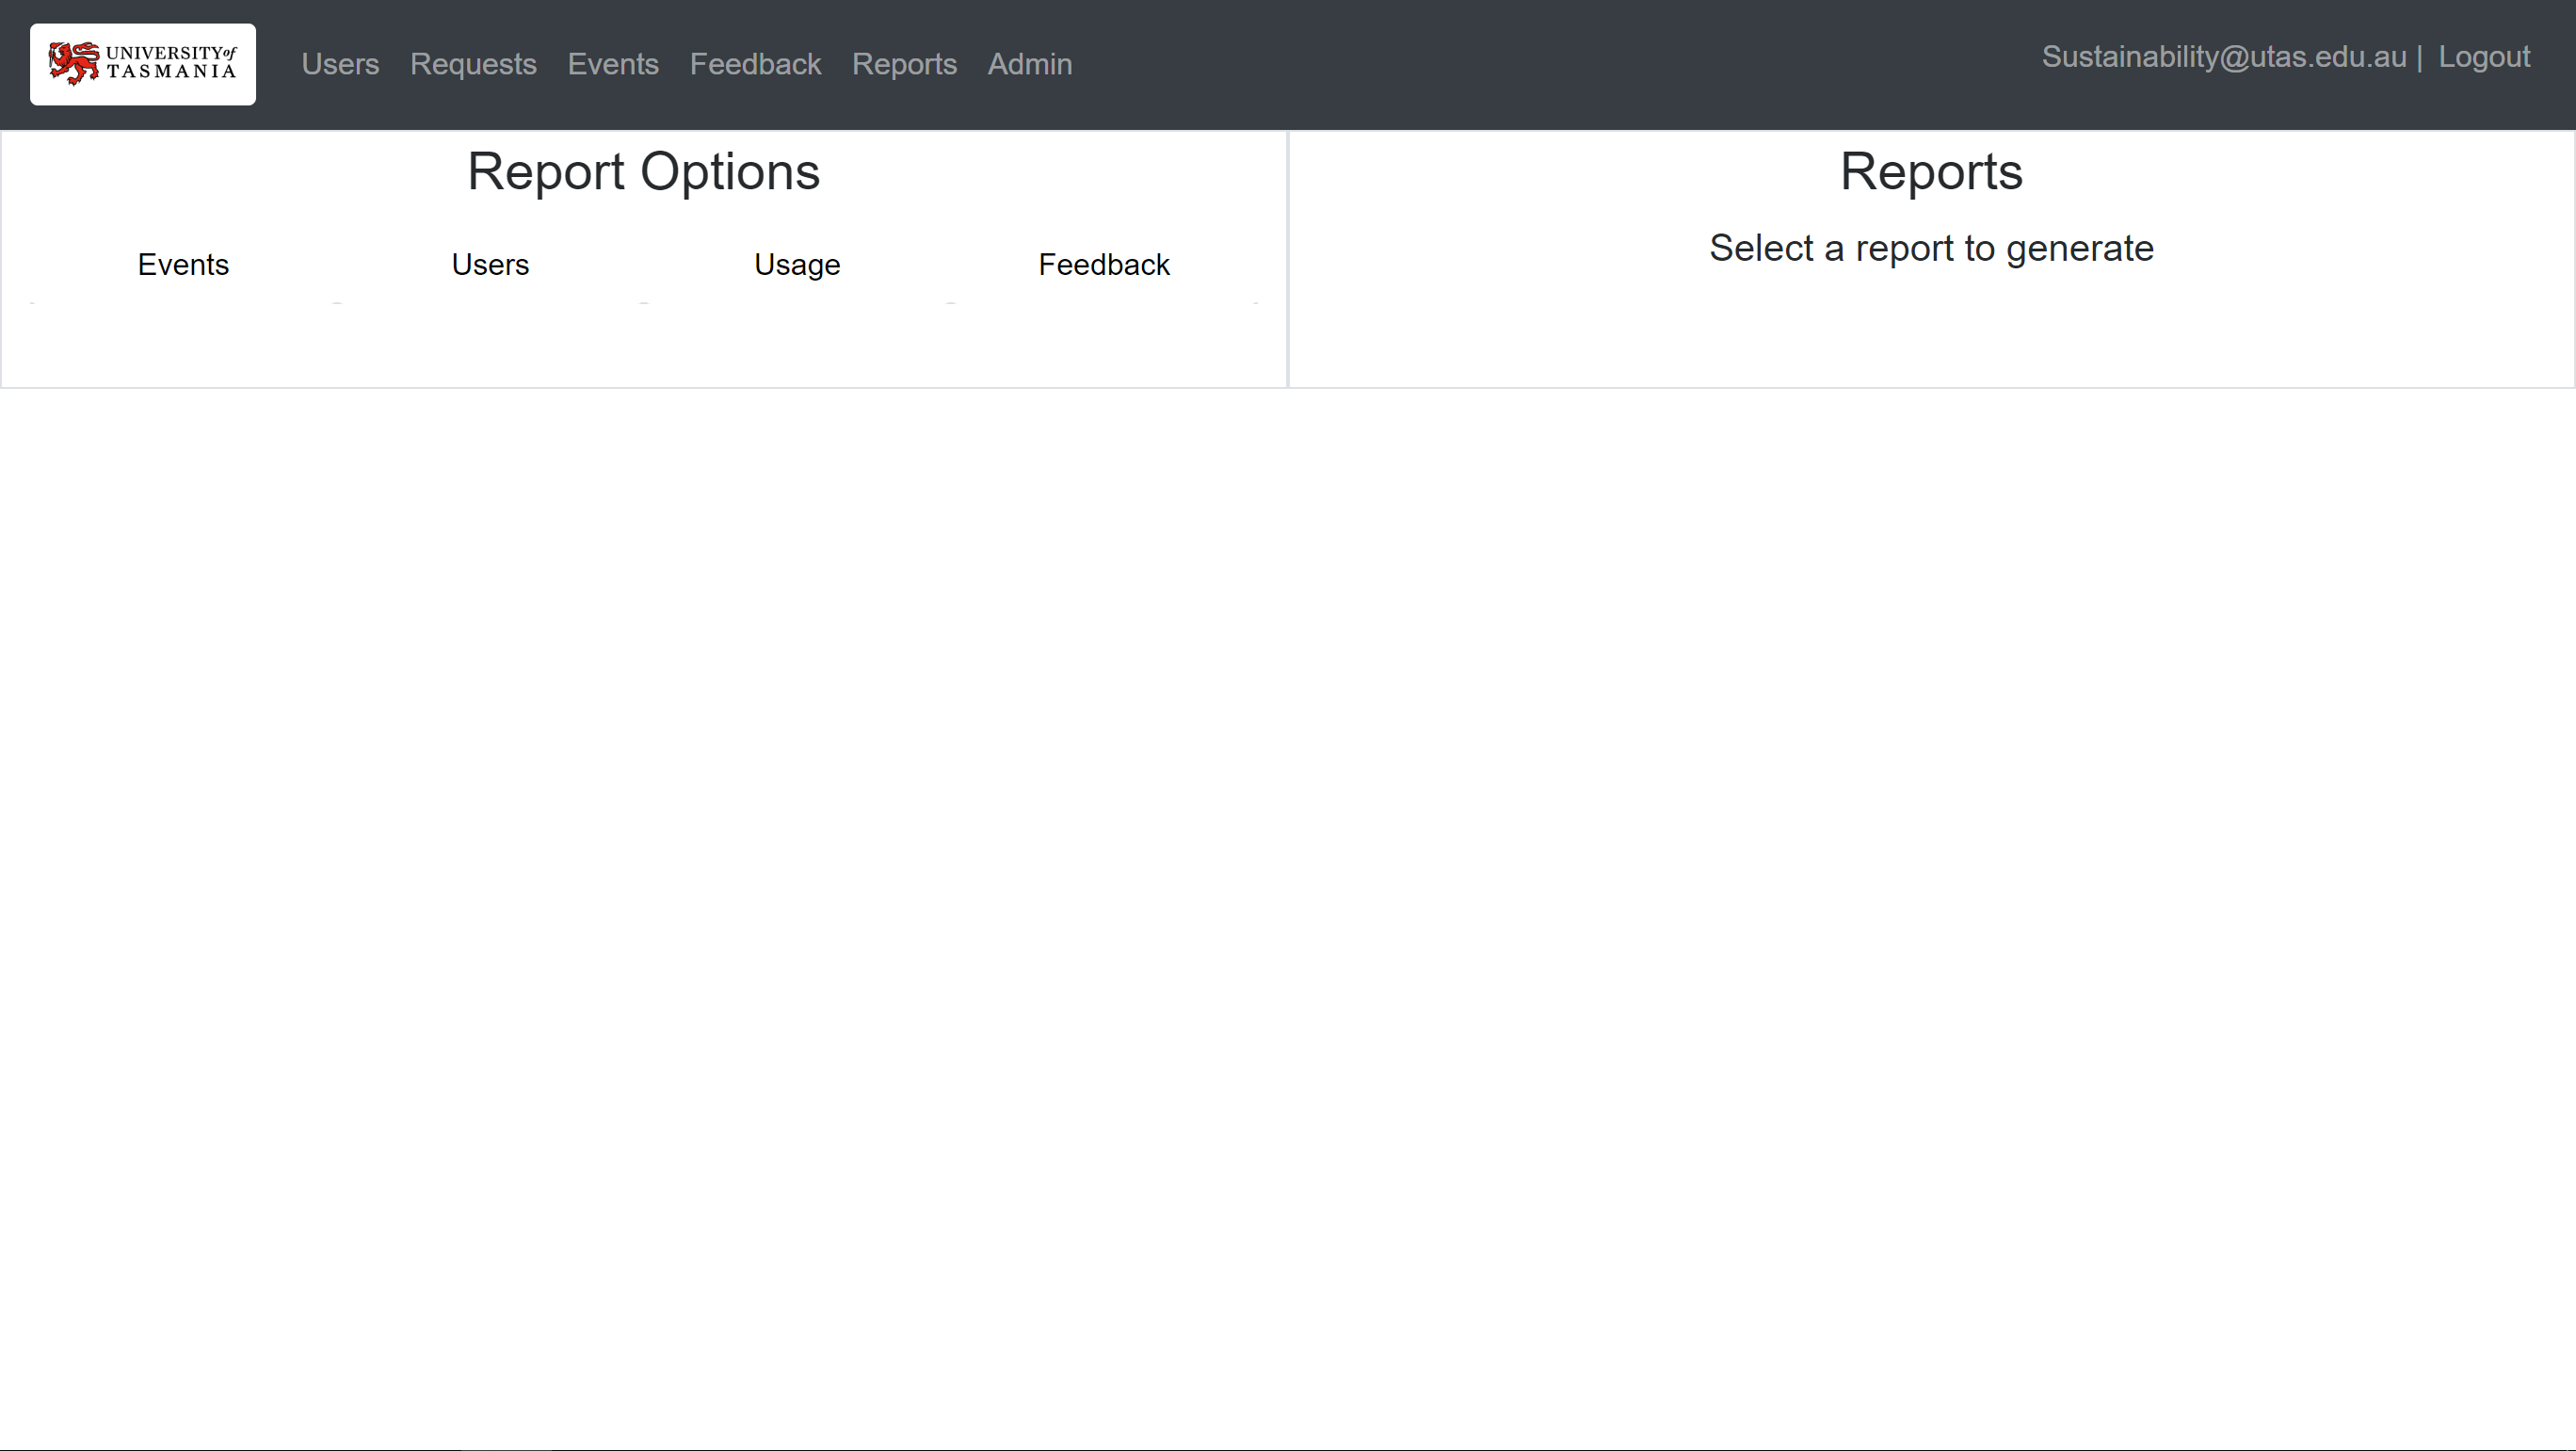 UNIVERSITY of
TASMANIA
Users Requests Events Feedback Reports Admin
Sustainability@utas.edu.au | Logout
Report Options
Events Users Usage Feedback
Reports
Select a report to generate